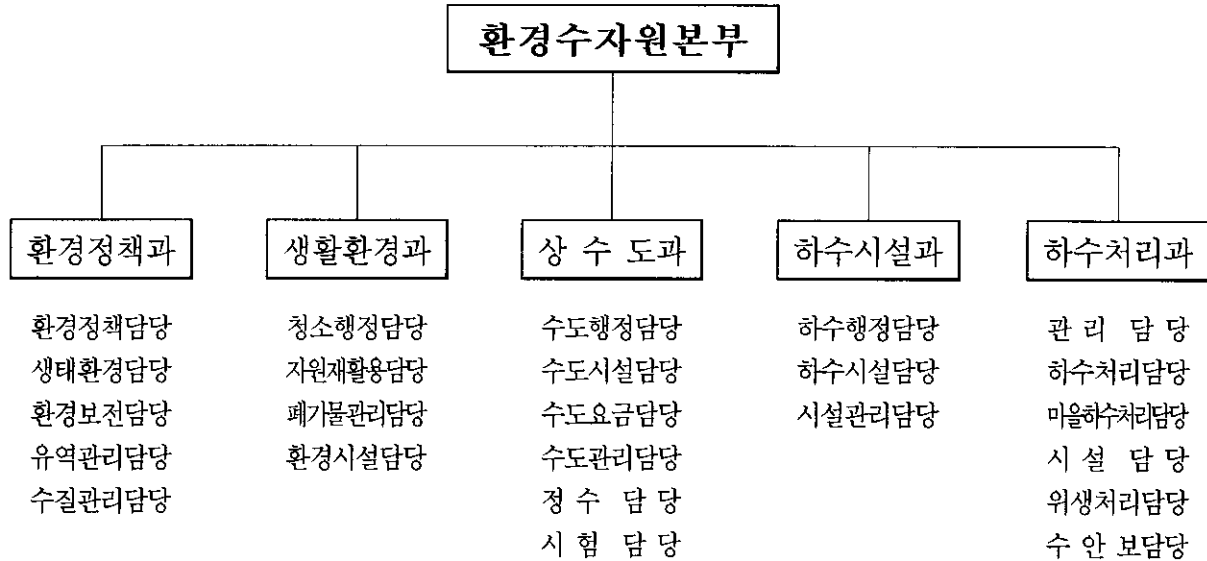 환경수자원본부
환경정책과
환경정책담당
생태환경담당
환경보전담당
유역관리담당
수질관리담당
생활환경과
청소행정담당
자원재활용담당
폐기물관리담당
환경시설담당
상 수 도과
수도행정담당
수도시설담당
수도요금담당
수도관리담당
정 수 담 당
시 험 담 당
하수시설과
하수행정담당
하수시설담당
시설관리담당
하수처리과
관 리 담 당
하수처리담당
마을하수처리담당
시 설 담 당
위생처리담당
수 안 보담당